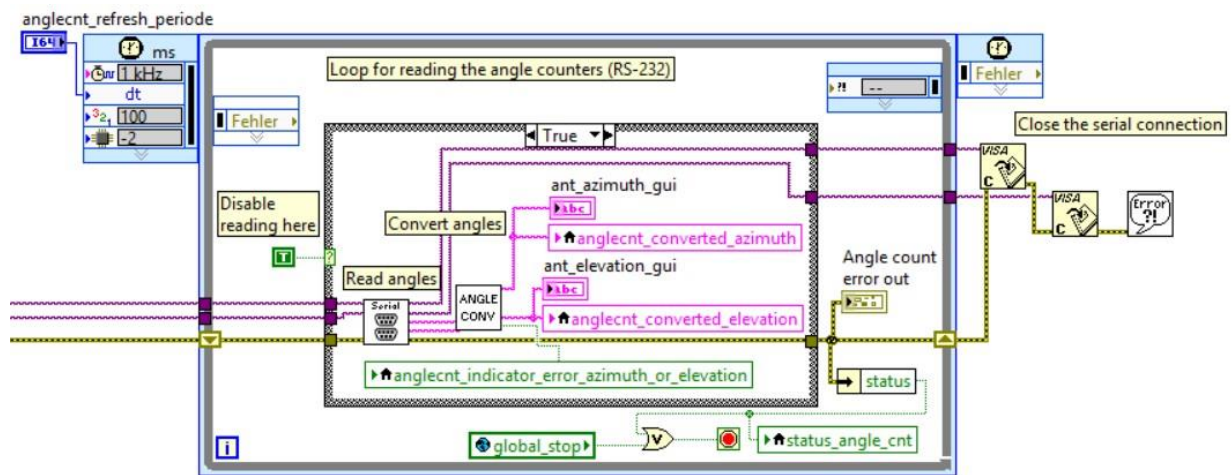 anglecnt_refresh_periode
I64
ms
1 kHz
dt
100
-2
Fehler
Loop for reading the angle counters (RS-232)
?!
--
Fehler
Close the serial connection
True
Disable
reading here
T
?
Convert angles
Read angles
Serial
ANGLE
CONV
ant_azimuth_gui
abc
anglecnt_converted_azimuth
ant_elevation_gui
abc
anglecnt_converted_elevation
anglecnt_indicator_error_azimuth_or_elevation
VISA
C
VISA
C
Error
?!
Angle count
error out
status
global_stop
V
status_angle_cnt
i